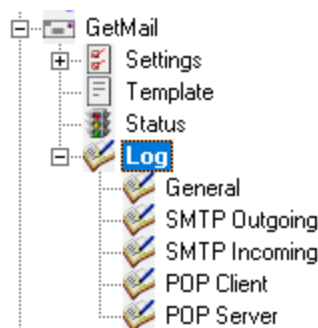 GetMail
Settings
Template
Status
Log
General
SMTP Outgoing
SMTP Incoming
POP Client
POP Server